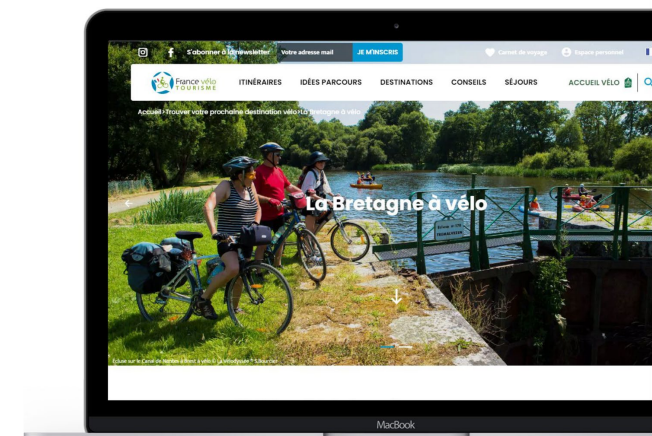 S'abonner à la newsletter
Votre adresse mail
JE M'INSCRIS
Carnet de voyage
Espace personnel
France vélo
TOURISME
ITINÉRAIRES
IDÉES PARCOURS
DESTINATIONS
CONSEILS
SÉJOURS
ACCUEIL VÉLO
Accueil›Trouver votre prochaine destination vélo›La Bretagne à vélo
La Bretagne à vélo
MacBook